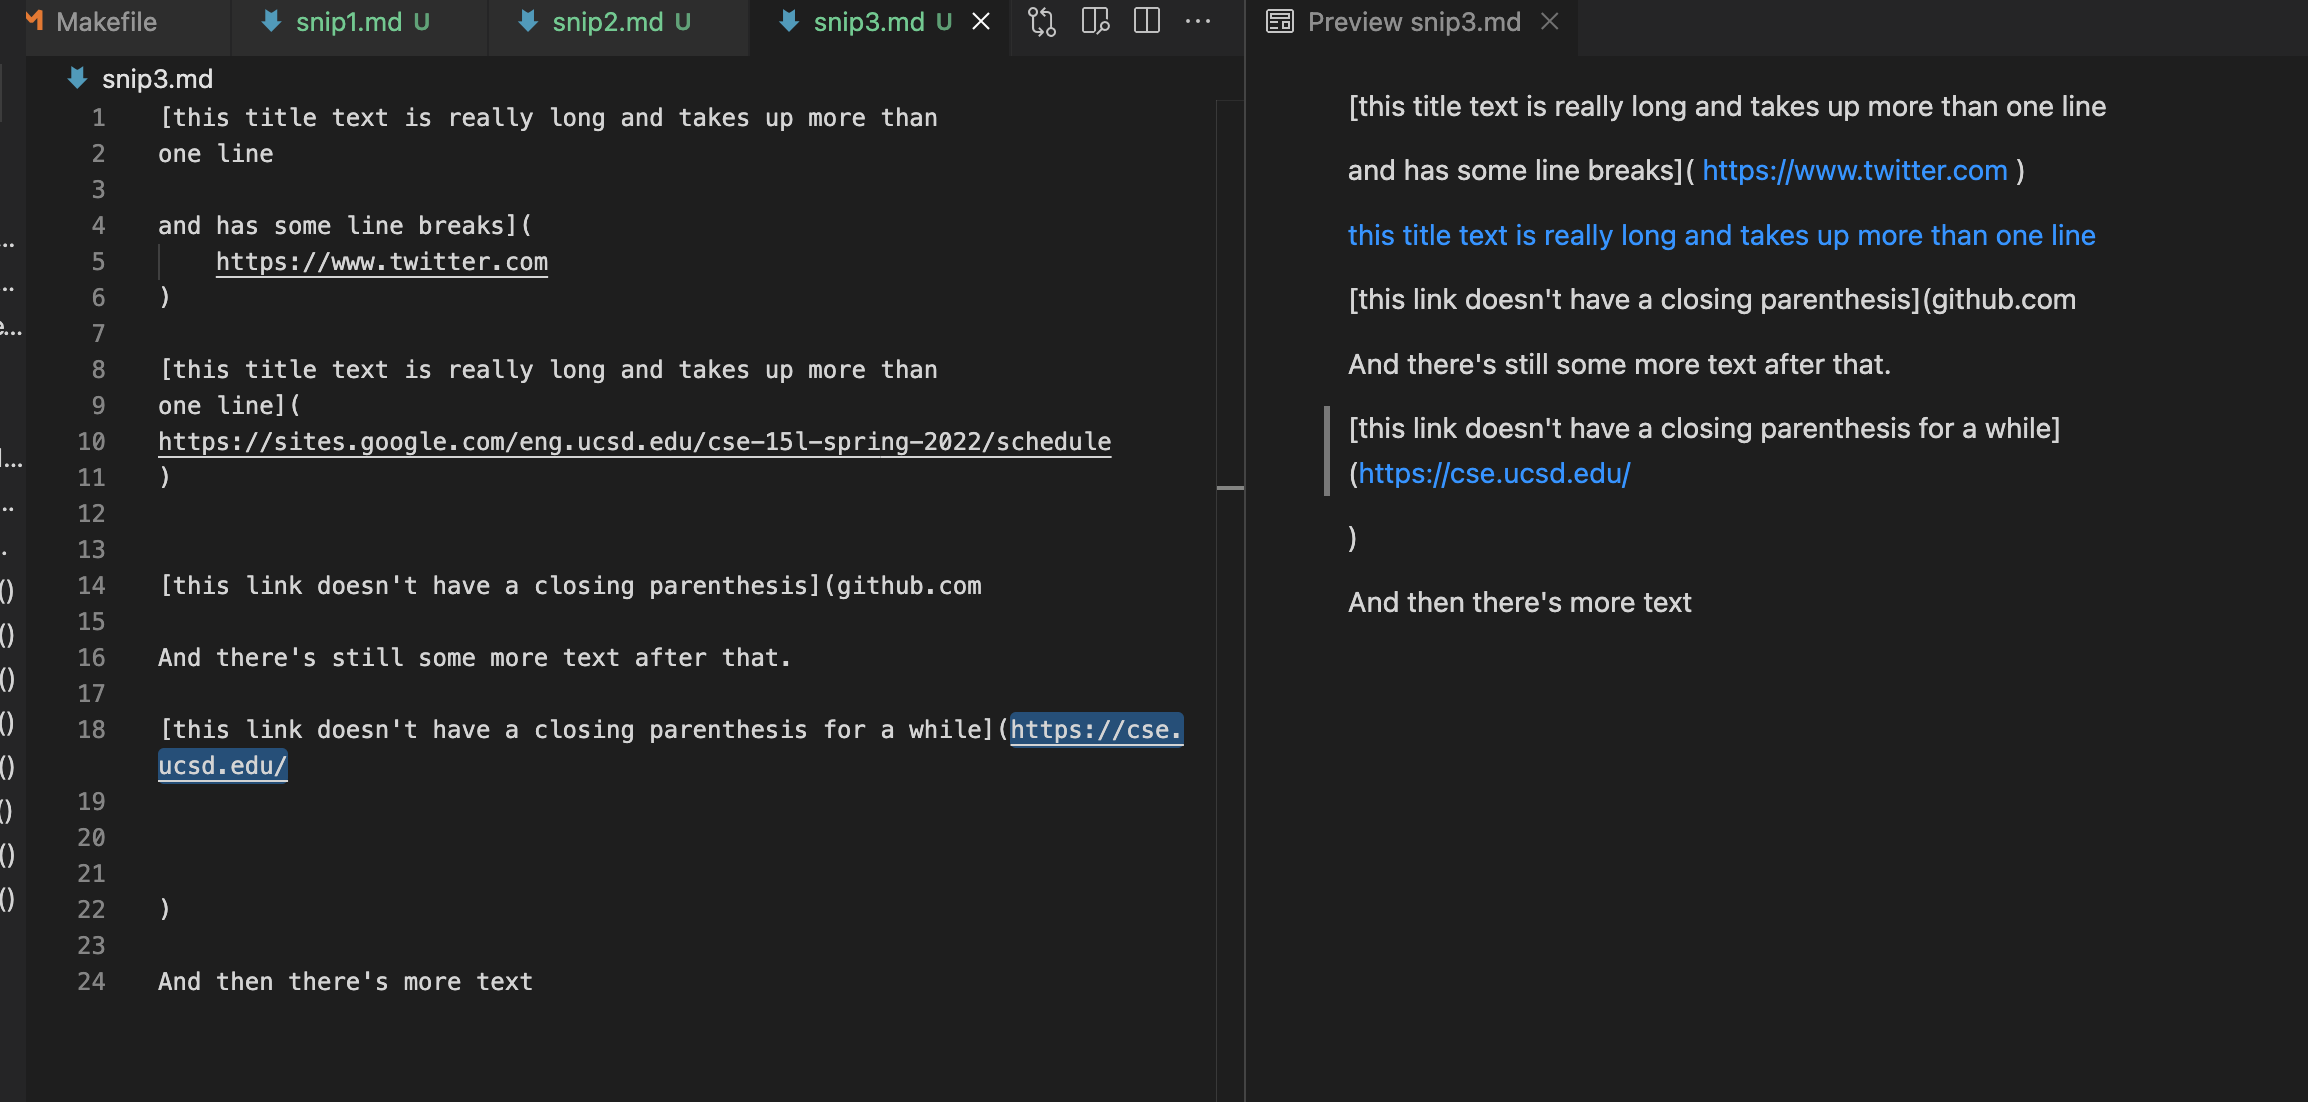 Makefile
snip1.md U
snip2.md U
snip3.md U
Preview snip3.md
snip3.md
1 [this title text is really long and takes up more than
2 one line
3
4 and has some line breaks](
5 https://www.twitter.com
6 )
7
8 [this title text is really long and takes up more than
9 one line](
10 https://sites.google.com/eng.ucsd.edu/cse-15l-spring-2022/schedule
11 )
12
13
14 [this link doesn't have a closing parenthesis](github.com
15
16 And there's still some more text after that.
17
18 [this link doesn't have a closing parenthesis for a while](https://cse.
ucsd.edu/
19
20
21
22 )
23
24 And then there's more text
[this title text is really long and takes up more than one line
and has some line breaks]( https://www.twitter.com )
this title text is really long and takes up more than one line
[this link doesn't have a closing parenthesis](github.com
And there's still some more text after that.
[this link doesn't have a closing parenthesis for a while]
(https://cse.ucsd.edu/
)
And then there's more text